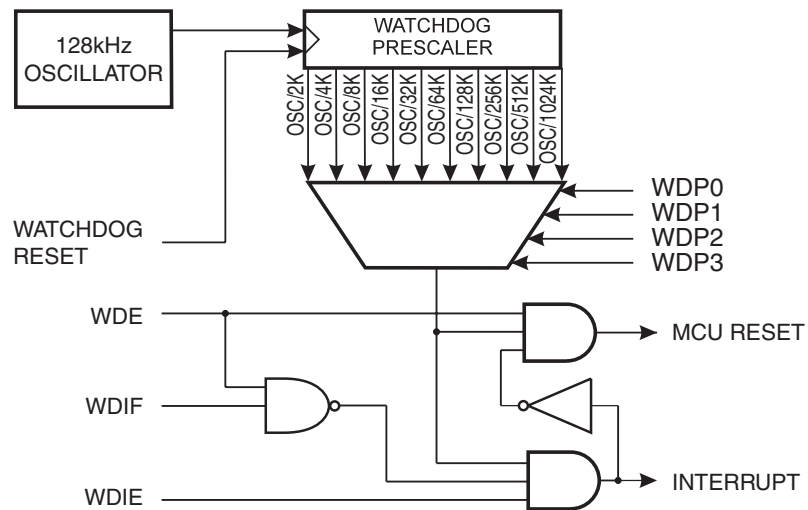 128kHz
OSCILLATOR
WATCHDOG
PRESCALER
OSC/2K
OSC/4K
OSC/8K
OSC/16K
OSC/32K
OSC/64K
OSC/128K
OSC/256K
OSC/512K
OSC/1024K
WATCHDOG
RESET
WDP0
WDP1
WDP2
WDP3
WDE
MCU RESET
WDIF
WDIE
INTERRUPT